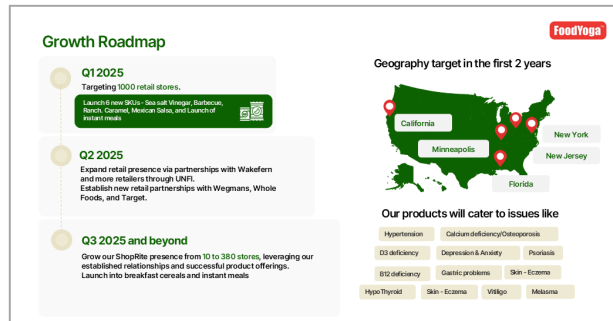 FoodYoga
Growth Roadmap
Q1 2025
Targeting 1000 retail stores.
Launch 6 new SKUs - Sea salt Vinegar, Barbecue,
Ranch. Caramel, Mexican Salsa, and Launch of
instant meals
Q2 2025
Expand retail presence via partnerships with Wakefern
and more retailers through UNFI.
Establish new retail partnerships with Wegmans, Whole
Foods, and Target.
Q3 2025 and beyond
Grow our ShopRite presence from 10 to 380 stores, leveraging our
established relationships and successful product offerings.
Launch into breakfast cereals and instant meals
Geography target in the first 2 years
California
Minneapolis
New York
New Jersey
Florida
Our products will cater to issues like
Hypertension Calcium deficiency/Osteoporosis
D3 deficiency Depression & Anxiety Psoriasis
B12 deficiency Gastric problems Skin - Eczema
HypoThyroid Skin - Eczema Vitiligo Melasma